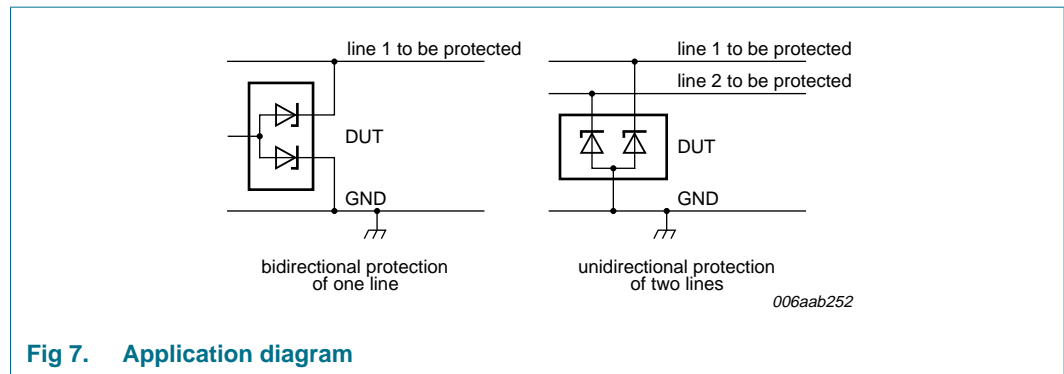 line 1 to be protected
DUT
GND
bidirectional protection
of one line
line 1 to be protected
line 2 to be protected
DUT
GND
unidirectional protection
of two lines
006aab252
Fig 7. Application diagram